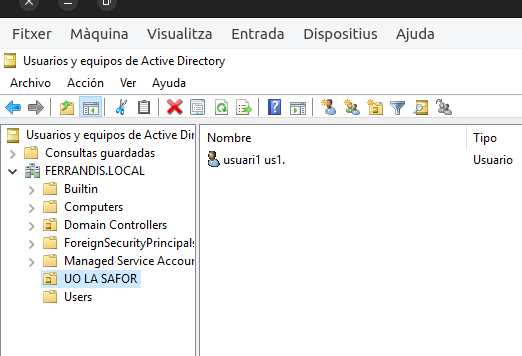 Fitxer Màquina Visualitza Entrada Dispositius Ajuda
Usuarios y equipos de Active Directory
Archivo Acción Ver Ayuda
Usuarios y equipos de Active Dire
Consultas guardadas
FERRANDIS.LOCAL
Builtin
Computers
Domain Controllers
ForeignSecurityPrincipals
Managed Service Accoun
UO LA SAFOR
Users
Nombre Tipo
usuari1 us1. Usuario